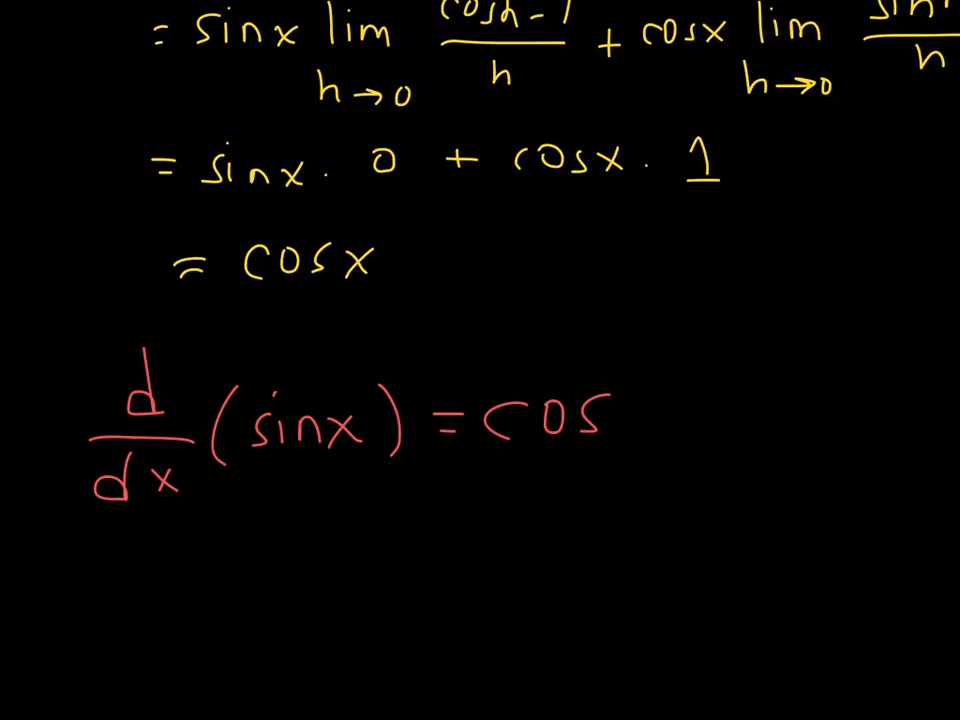 = sinx lim h→0 (cosh-1)/h + cosx lim h→0 sinh/h
= sinx · 0 + cosx · 1
= cosx
d/dx (sinx) = cos